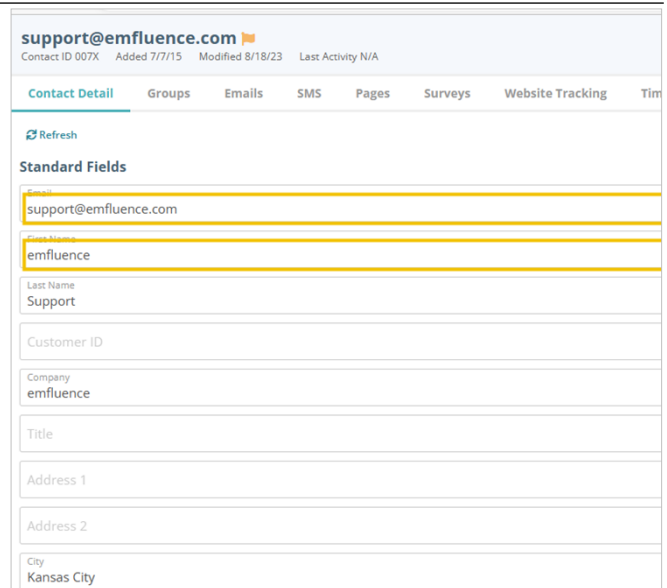 support@emfluence.com
Contact ID 007X Added 7/7/15 Modified 8/18/23 Last Activity N/A
Contact Detail Groups Emails SMS Pages Surveys Website Tracking Tim
Refresh
Standard Fields
Email
support@emfluence.com
First Name
emfluence
Last Name
Support
Customer ID
Company
emfluence
Title
Address 1
Address 2
City
Kansas City